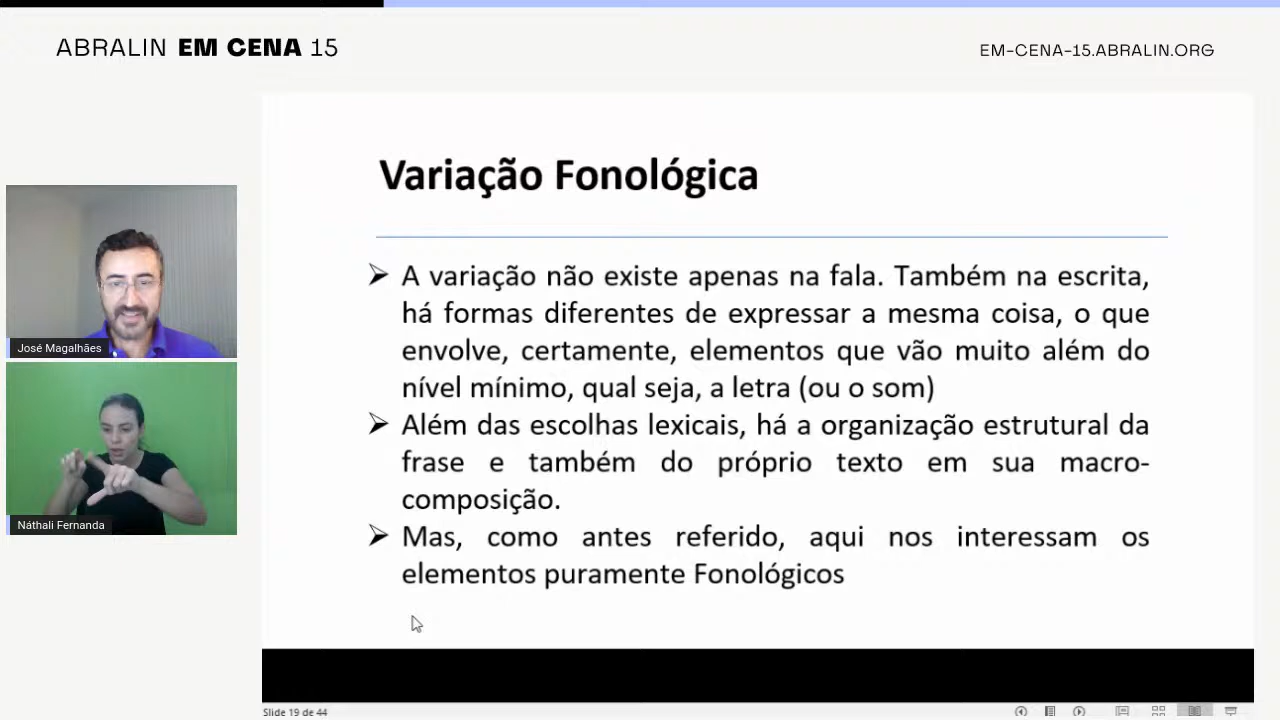 ABRALIN EM CENA 15
EM-CENA-15.ABRALIN.ORG
Variação Fonológica
A variação não existe apenas na fala. Também na escrita,
há formas diferentes de expressar a mesma coisa, o que
envolve, certamente, elementos que vão muito além do
nível mínimo, qual seja, a letra (ou o som)
Além das escolhas lexicais, há a organização estrutural da
frase e também do próprio texto em sua macro-
composição.
Mas, como antes referido, aqui nos interessam os
elementos puramente Fonológicos
José Magalhães
Náthali Fernanda
Slide 19 de 44